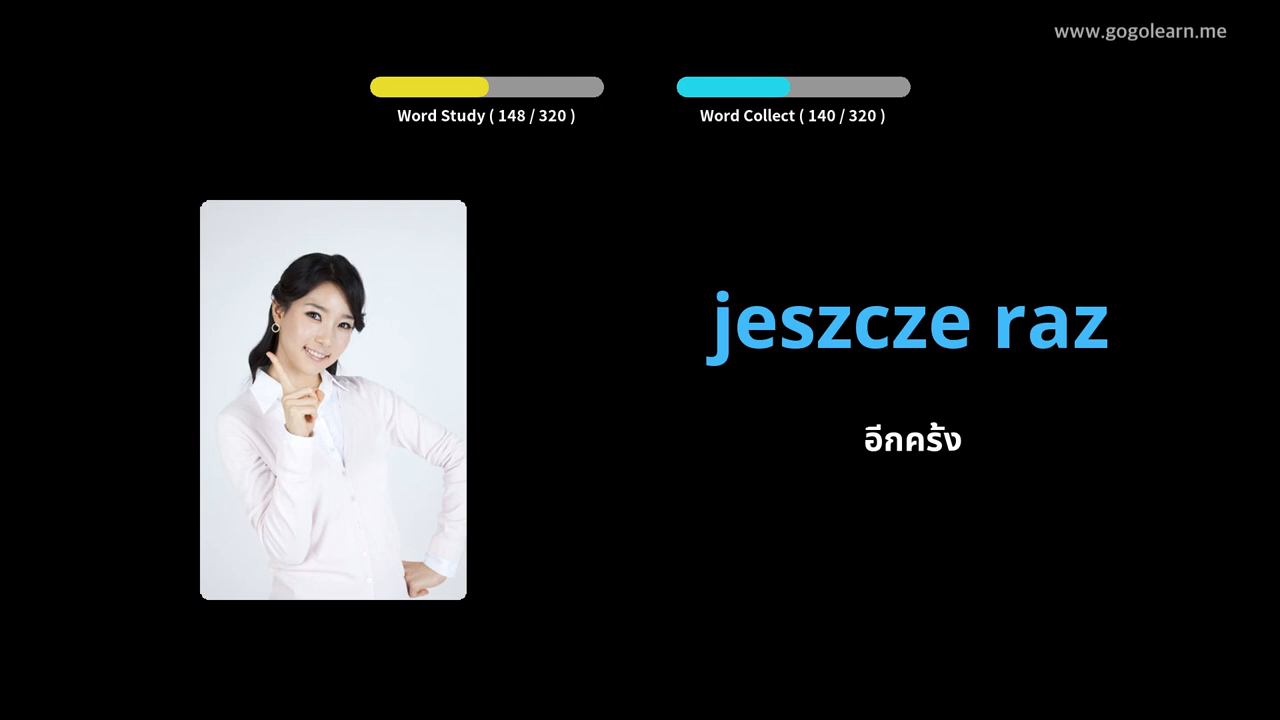 www.gogolearn.me
Word Study ( 148 / 320 )
Word Collect ( 140 / 320 )
jeszcze raz
อีกครั้ง